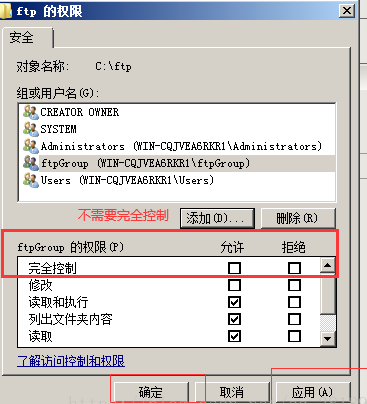 ftp 的权限
安全
对象名称: C:\ftp
组或用户名(G):
CREATOR OWNER
SYSTEM
Administrators (WIN-CQJVEA6RKR1\Administrators)
ftpGroup (WIN-CQJVEA6RKR1\ftpGroup)
Users (WIN-CQJVEA6RKR1\Users)
不需要完全控制
添加(D)... 删除(R)
ftpGroup 的权限(P) 允许 拒绝
完全控制
修改
读取和执行
列出文件夹内容
读取
了解访问控制和权限
确定 取消 应用(A)